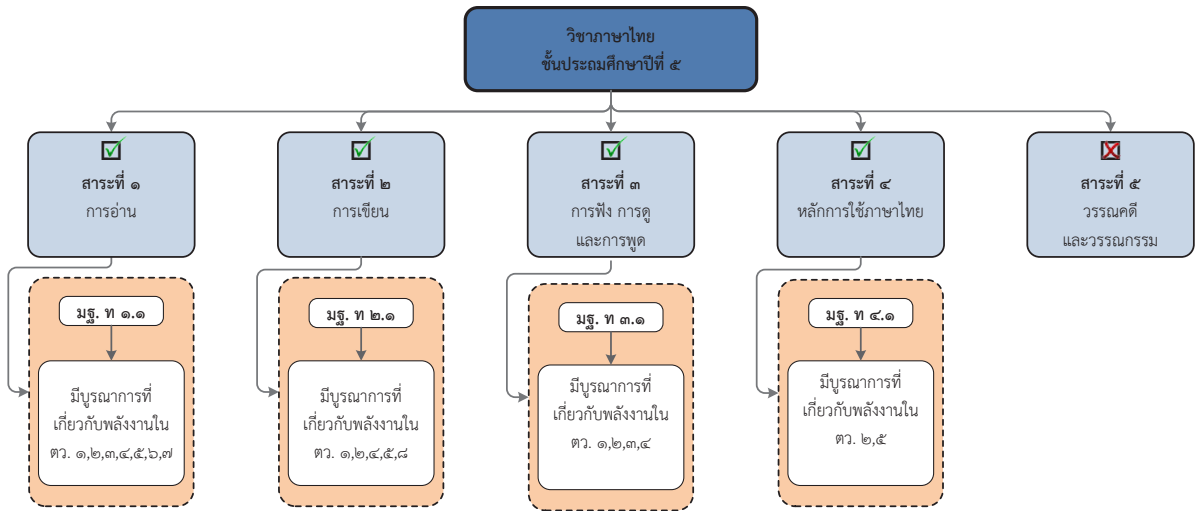 วิชาภาษาไทย
ชั้นประถมศึกษาปีที่ ๕
สาระที่ ๑
การอ่าน
สาระที่ ๒
การเขียน
สาระที่ ๓
การฟัง การดู
และการพูด
สาระที่ ๔
หลักการใช้ภาษาไทย
สาระที่ ๕
วรรณคดี
และวรรณกรรม
มฐ. ท ๑.๑
มีบูรณาการที่
เกี่ยวกับพลังงานใน
ตว. ๑,๒,๓,๔,๕,๖,๗
มฐ. ท ๒.๑
มีบูรณาการที่
เกี่ยวกับพลังงานใน
ตว. ๑,๒,๔,๕,๘
มฐ. ท ๓.๑
มีบูรณาการที่
เกี่ยวกับพลังงานใน
ตว. ๑,๒,๓,๔
มฐ. ท ๔.๑
มีบูรณาการที่
เกี่ยวกับพลังงานใน
ตว. ๒,๕